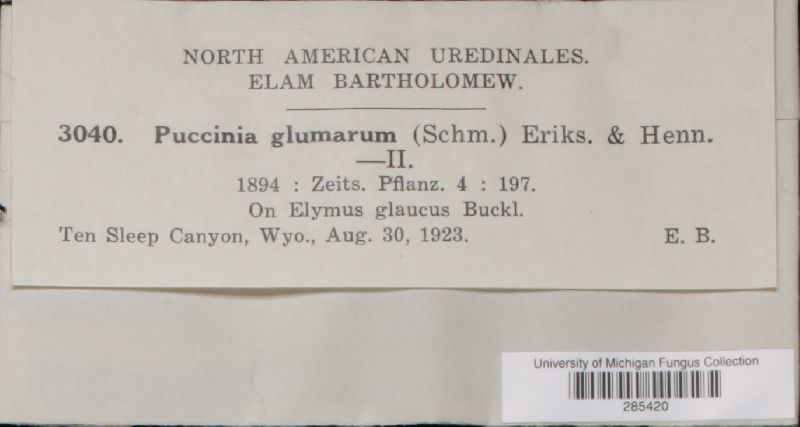 NORTH AMERICAN UREDINALES.
ELAM BARTHOLOMEW.
3040. Puccinia glumarum (Schm.) Eriks. & Henn.
—II.
1894 : Zeits. Pflanz. 4 : 197.
On Elymus glaucus Buckl.
Ten Sleep Canyon, Wyo., Aug. 30, 1923. E. B.
University of Michigan Fungus Collection
285420